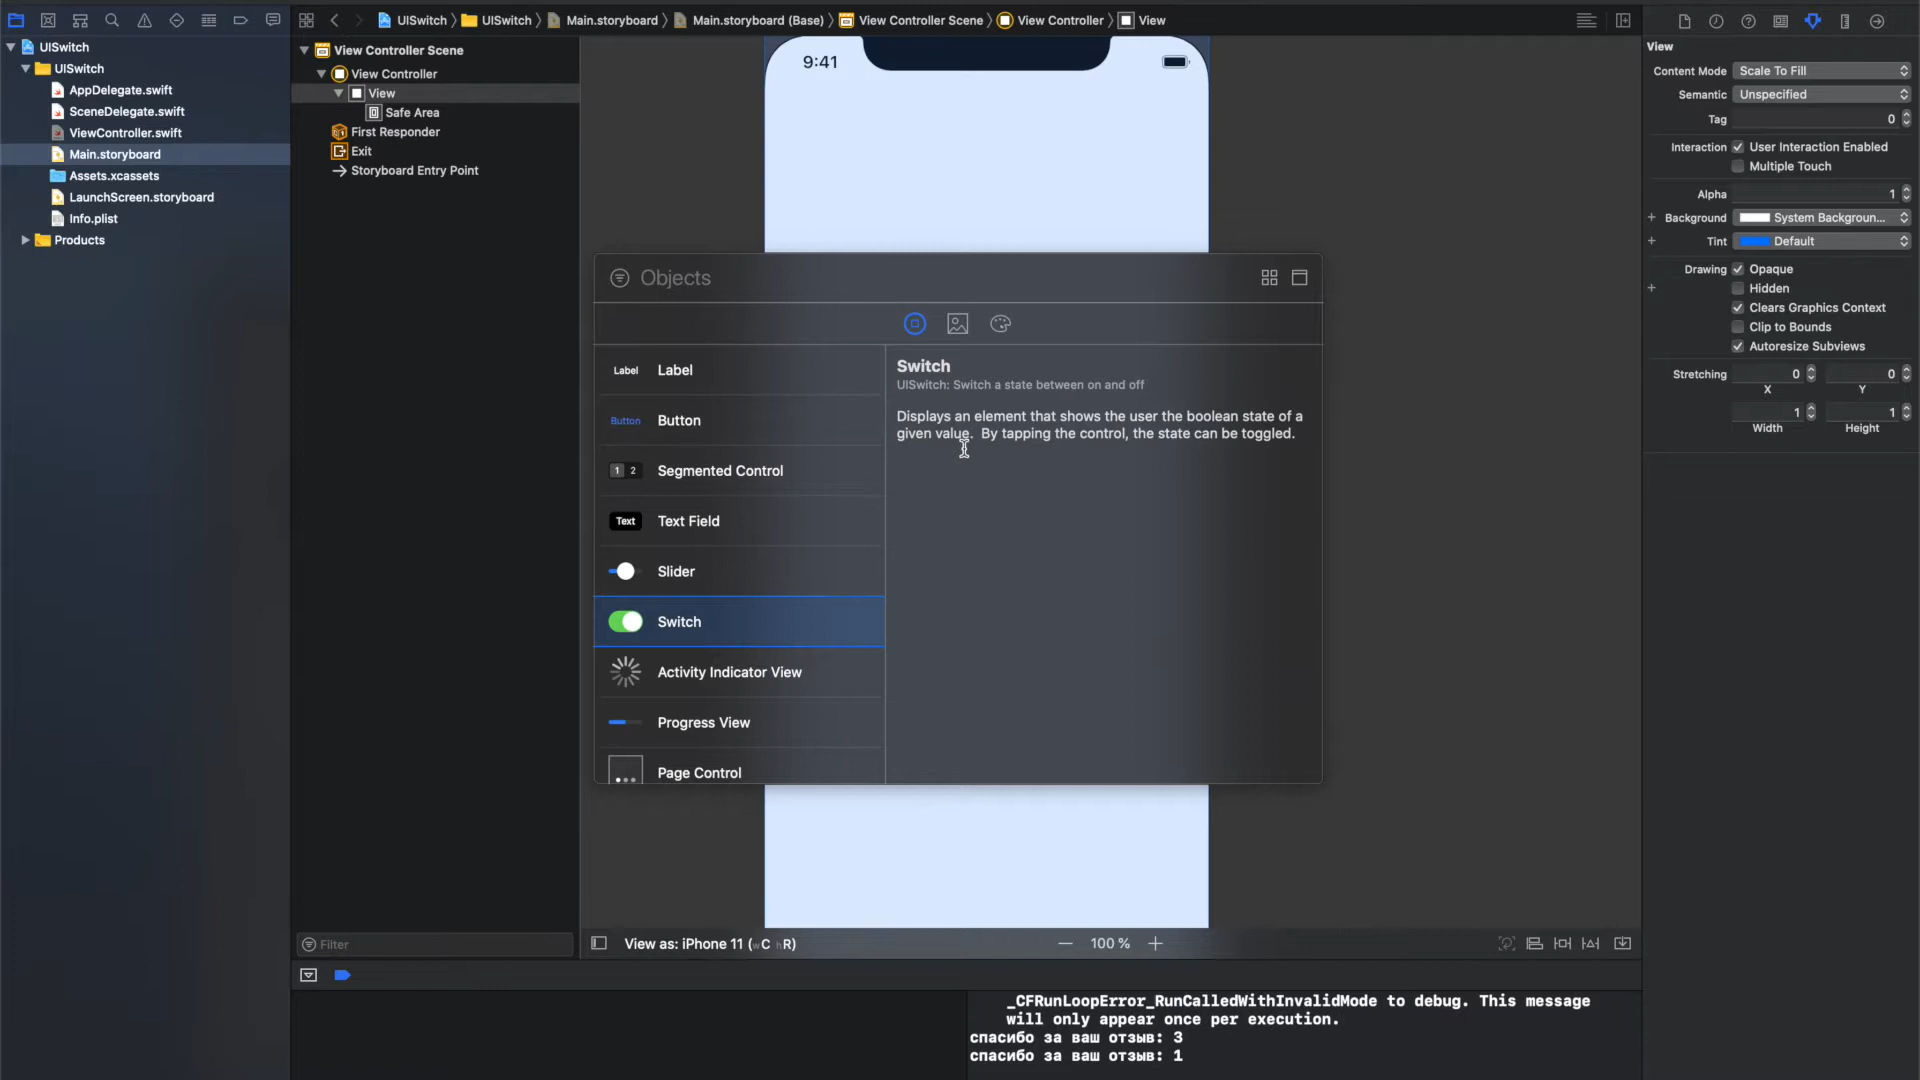 UISwitch
UISwitch
Main.storyboard
Main.storyboard (Base)
View Controller Scene
View Controller
View
UISwitch
UISwitch
AppDelegate.swift
SceneDelegate.swift
ViewController.swift
Main.storyboard
Assets.xcassets
LaunchScreen.storyboard
Info.plist
Products
View Controller Scene
View Controller
View
Safe Area
First Responder
Exit
Storyboard Entry Point
9:41
Objects
Label Label
Button Button
1 2 Segmented Control
Text Text Field
Slider
Switch
Activity Indicator View
Progress View
Page Control
Switch
UISwitch: Switch a state between on and off
Displays an element that shows the user the boolean state of a
given value. By tapping the control, the state can be toggled.
View
Content Mode Scale To Fill
Semantic Unspecified
Tag 0
Interaction User Interaction Enabled
Multiple Touch
Alpha 1
+ Background System Backgroun...
+ Tint Default
Drawing Opaque
+ Hidden
Clears Graphics Context
Clip to Bounds
Autoresize Subviews
Stretching 0 0
X Y
1 1
Width Height
Filter
View as: iPhone 11 (wC hR)
— 100 % +
_CFRunLoopError_RunCalledWithInvalidMode to debug. This message
will only appear once per execution.
спасибо за ваш отзыв: 3
спасибо за ваш отзыв: 1